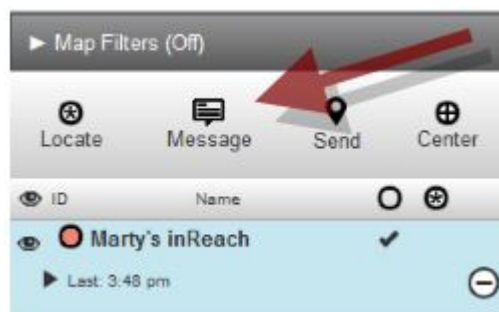 Map Filters (Off)
Locate Message Send Center
ID Name
Marty's inReach
Last: 3:48 pm